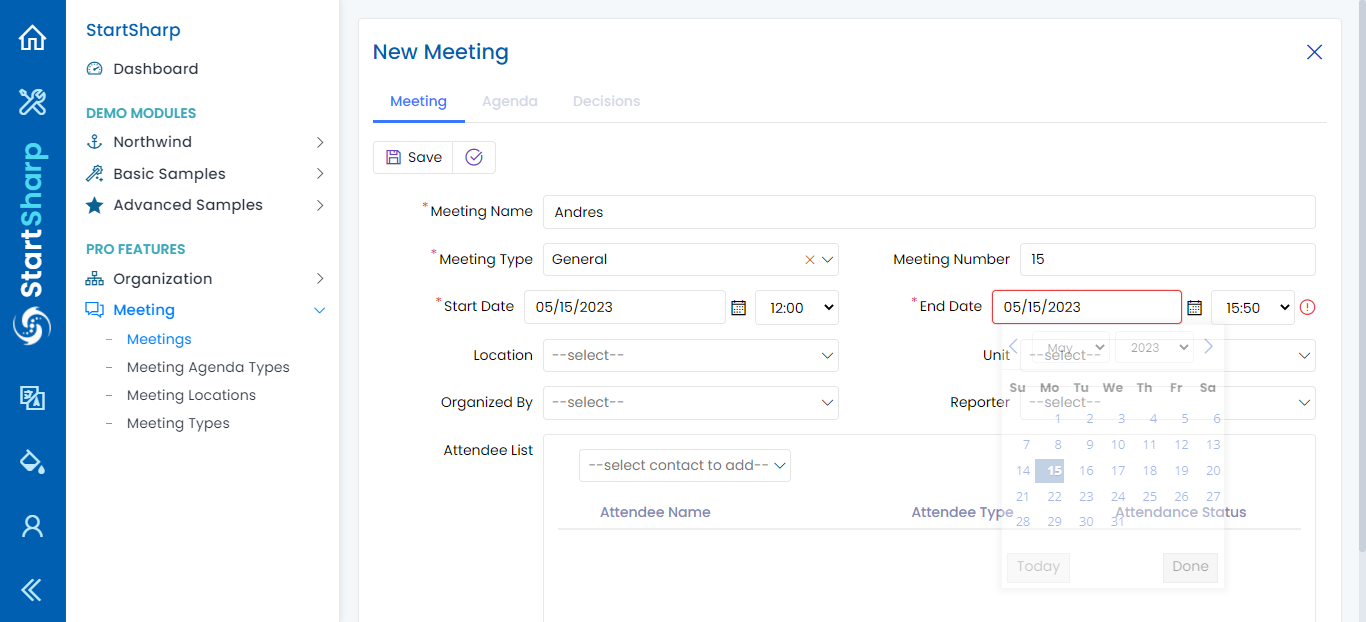 StartSharp
StartSharp
Dashboard
DEMO MODULES
Northwind
Basic Samples
Advanced Samples
PRO FEATURES
Organization
Meeting
Meetings
Meeting Agenda Types
Meeting Locations
Meeting Types
New Meeting
Meeting Agenda Decisions
Save
*Meeting Name Andres
*Meeting Type General Meeting Number 15
*Start Date 05/15/2023 12:00 *End Date 05/15/2023 15:50
Location --select-- Unit --select--
Organized By --select-- Reporter --select--
Attendee List
--select contact to add--
Attendee Name Attendee Type Attendance Status
May 2023
Su Mo Tu We Th Fr Sa
1 2 3 4 5 6
7 8 9 10 11 12 13
14 15 16 17 18 19 20
21 22 23 24 25 26 27
28 29 30 31
Today Done